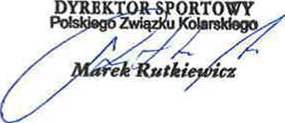 DYREKTOR SPORTOWY
Polskiego Związku Kolarskiego
Marek Rutkiewicz